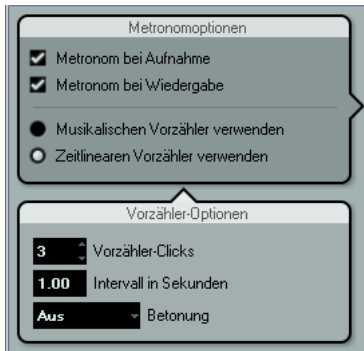 Metronomoptionen
Metronom bei Aufnahme
Metronom bei Wiedergabe
Musikalischen Vorzähler verwenden
Zeitlinearen Vorzähler verwenden
Vorzähler-Optionen
3 Vorzähler-Clicks
1.00 Intervall in Sekunden
Aus Betonung